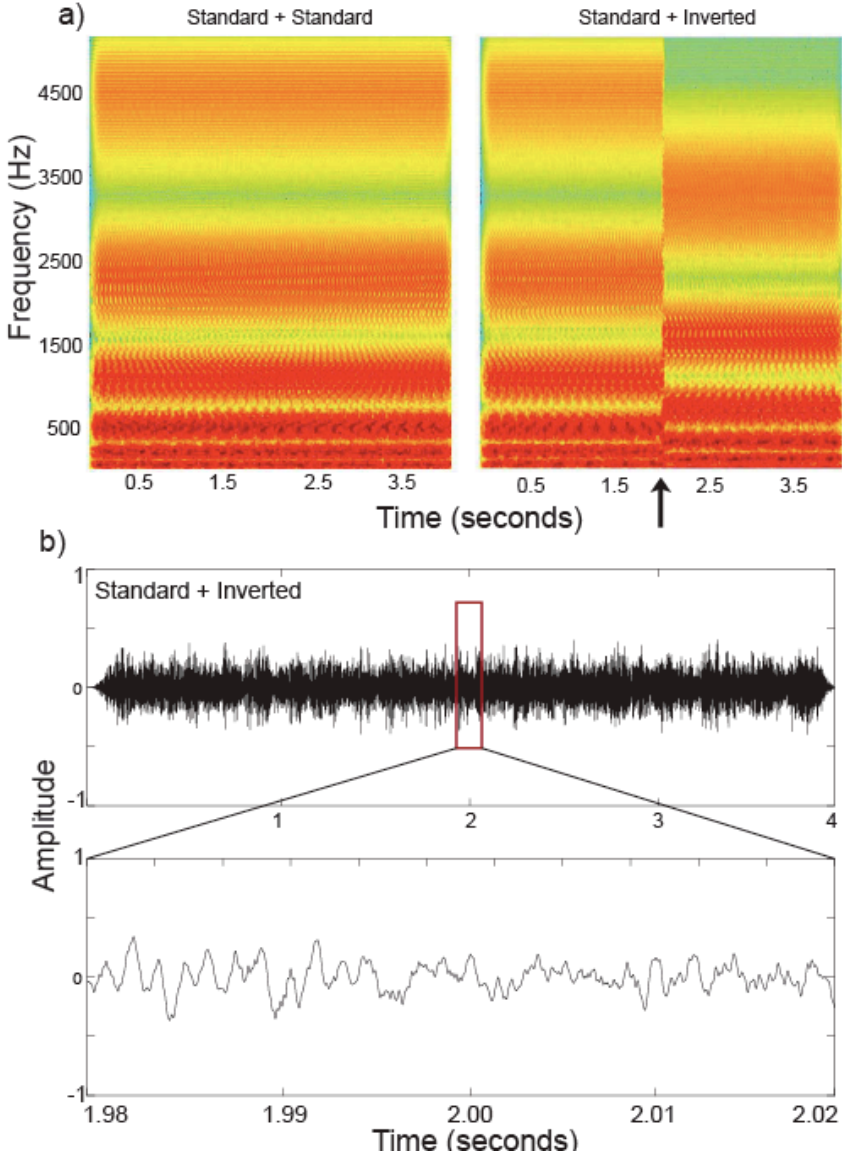 a)
Standard + Standard
Standard + Inverted
Frequency (Hz)
4500
3500
2500
1500
500
0.5 1.5 2.5 3.5
0.5 1.5 2.5 3.5
Time (seconds)
b)
Standard + Inverted
Amplitude
1
0
-1
1 2 3 4
1
0
-1
1.98 1.99 2.00 2.01 2.02
Time (seconds)